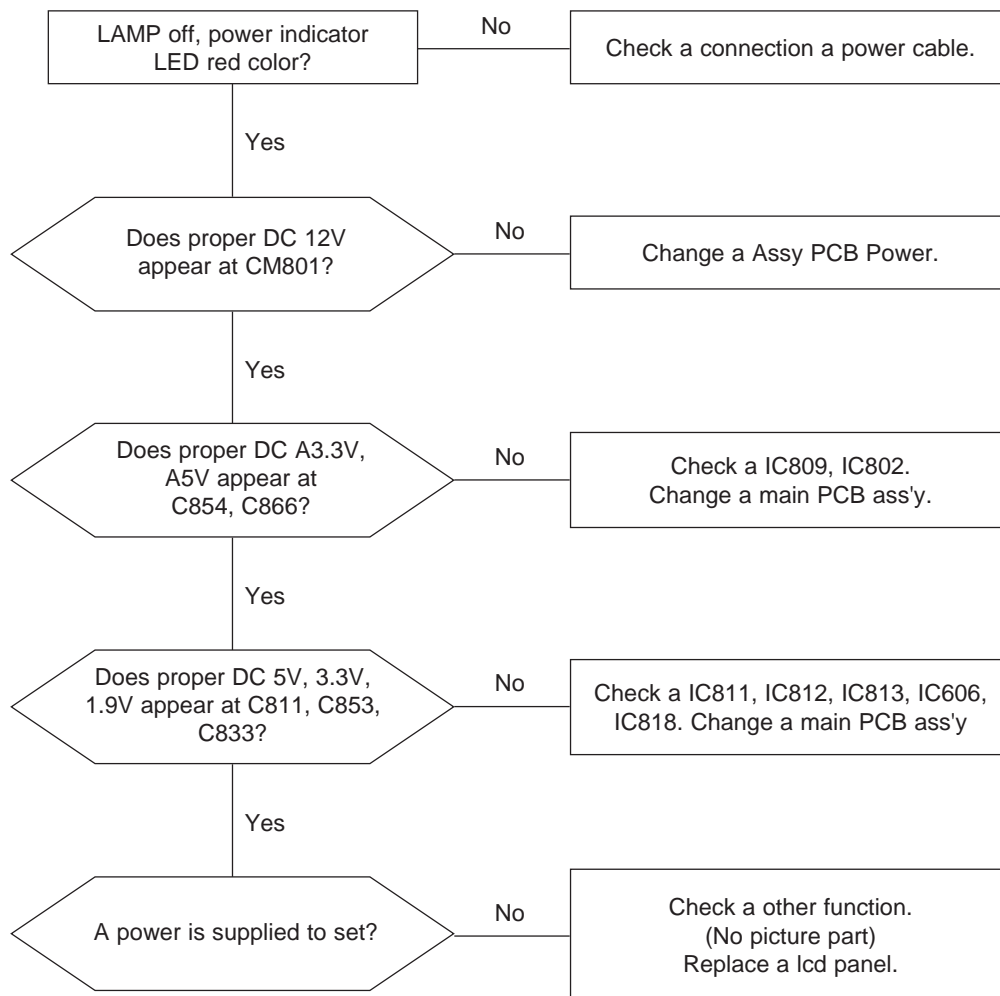 LAMP off, power indicator
LED red color?
No
Check a connection a power cable.
Yes
Does proper DC 12V
appear at CM801?
No
Change a Assy PCB Power.
Yes
Does proper DC A3.3V,
A5V appear at
C854, C866?
No
Check a IC809, IC802.
Change a main PCB ass'y.
Yes
Does proper DC 5V, 3.3V,
1.9V appear at C811, C853,
C833?
No
Check a IC811, IC812, IC813, IC606,
IC818. Change a main PCB ass'y
Yes
A power is supplied to set?
No
Check a other function.
(No picture part)
Replace a lcd panel.